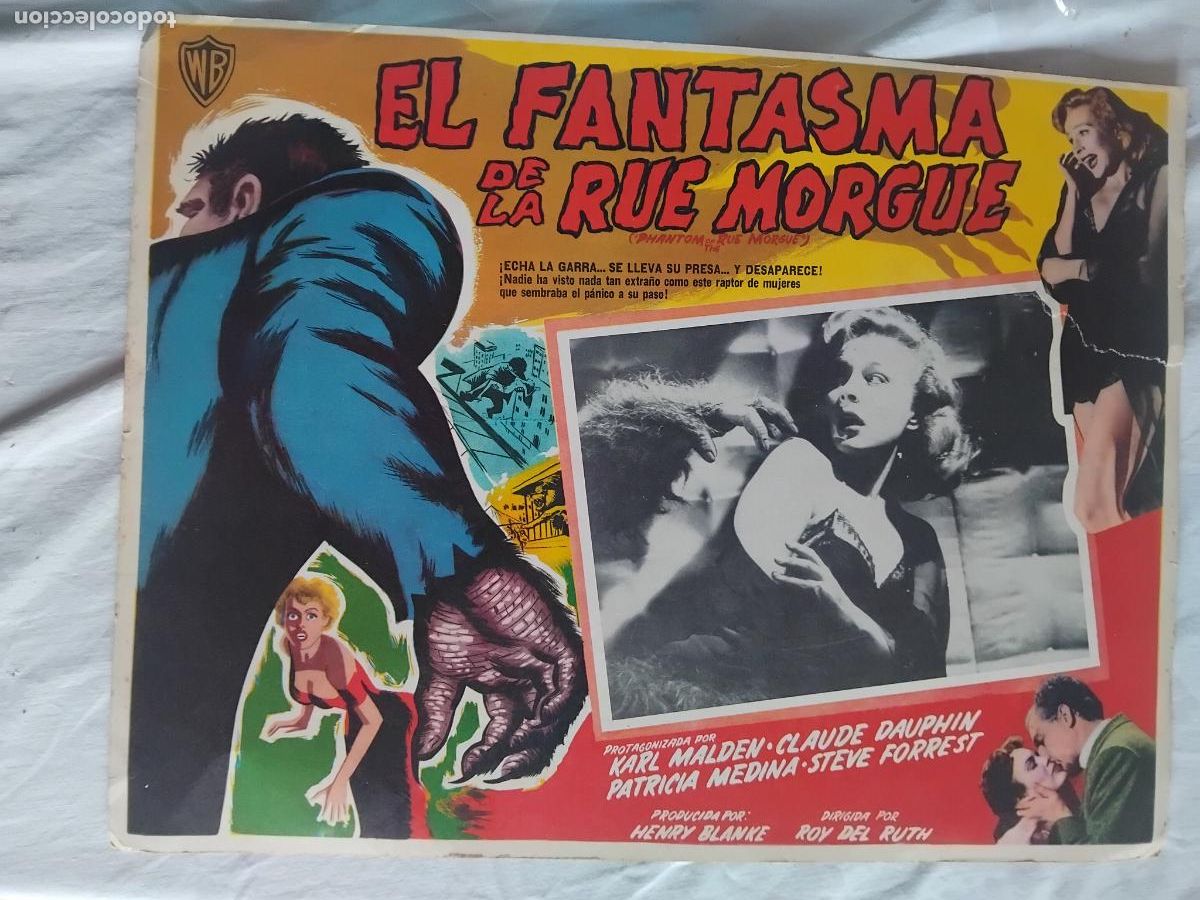 todocoleccion
WB
EL FANTASMA
DE LA RUE MORGUE
(PHANTOM OF THE RUE MORGUE)
¡ECHA LA GARRA... SE LLEVA SU PRESA... Y DESAPARECE!
¡Nadie ha visto nada tan extraño como este raptor de mujeres
que sembraba el pánico a su paso!
PROTAGONIZADA POR
KARL MALDEN · CLAUDE DAUPHIN
PATRICIA MEDINA · STEVE FORREST
PRODUCIDA POR:
HENRY BLANKE
DIRIGIDA POR
ROY DEL RUTH